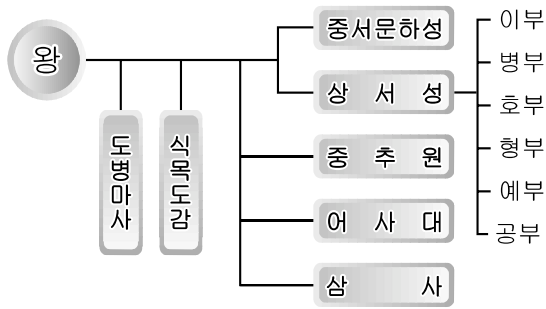 왕
도병마사
식목도감
중서문하성
상 서 성
중 추 원
어 사 대
삼 사
이부
병부
호부
형부
예부
공부